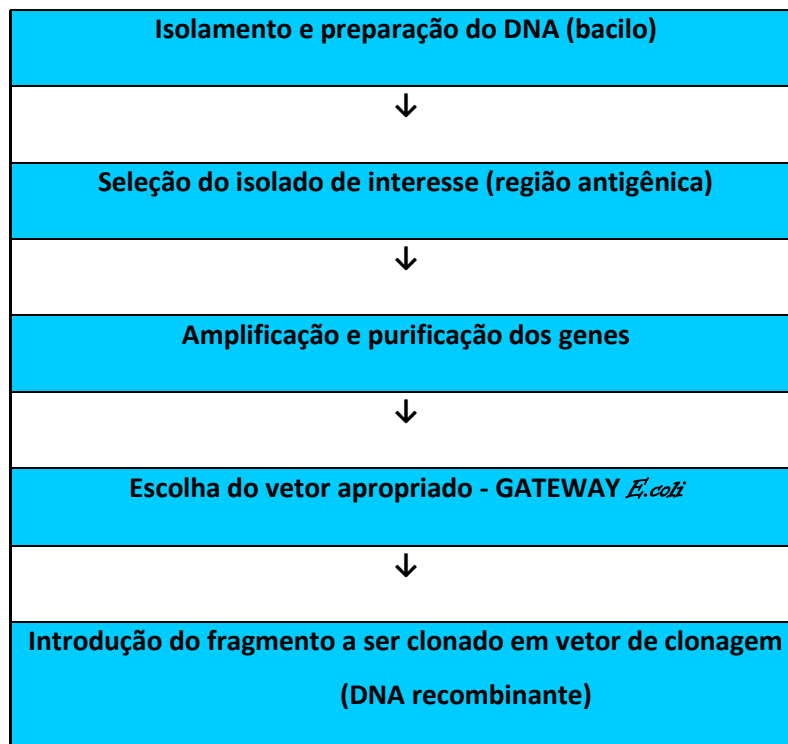 Isolamento e preparação do DNA (bacilo)
↓
Seleção do isolado de interesse (região antigênica)
↓
Amplificação e purificação dos genes
↓
Escolha do vetor apropriado - GATEWAY E.coli
↓
Introdução do fragmento a ser clonado em vetor de clonagem
(DNA recombinante)